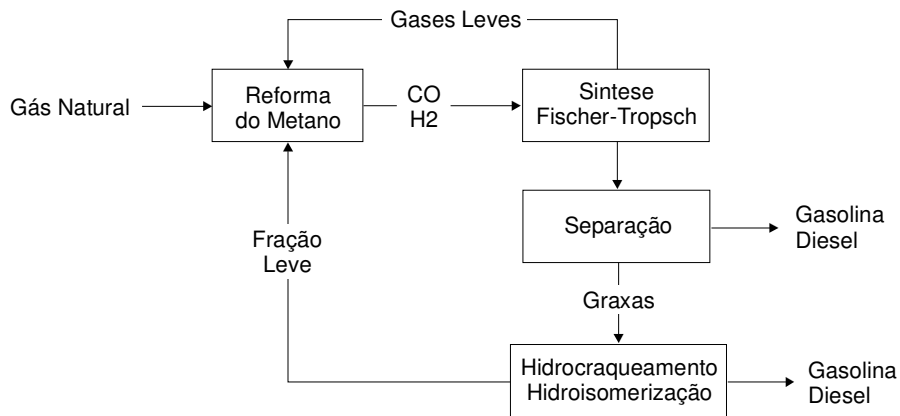 Gases Leves
Gás Natural
Reforma
do Metano
CO
H2
Sintese
Fischer-Tropsch
Separação
Gasolina
Diesel
Fração
Leve
Graxas
Hidrocraqueamento
Hidroisomerização
Gasolina
Diesel